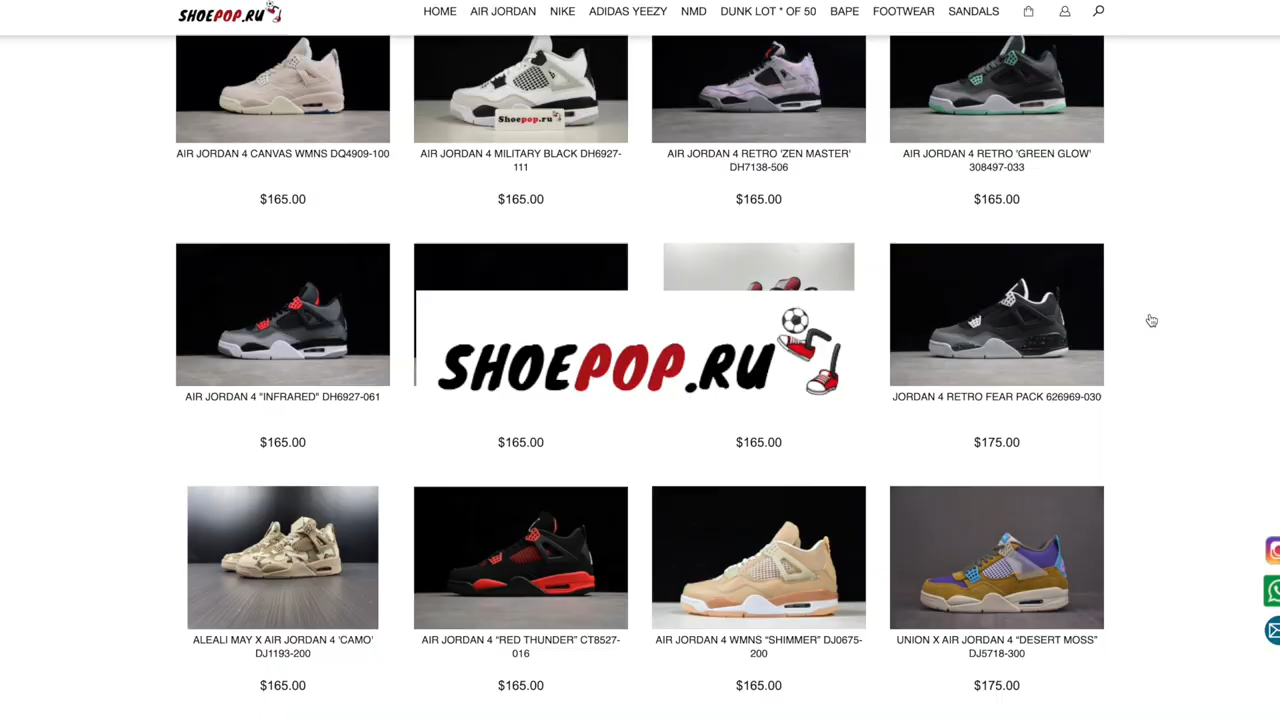 SHOEPOP.RU
HOME AIR JORDAN NIKE ADIDAS YEEZY NMD DUNK LOT * OF 50 BAPE FOOTWEAR SANDALS
Shoepop.ru
AIR JORDAN 4 CANVAS WMNS DQ4909-100
AIR JORDAN 4 MILITARY BLACK DH6927-
111
AIR JORDAN 4 RETRO 'ZEN MASTER'
DH7138-506
AIR JORDAN 4 RETRO 'GREEN GLOW'
308497-033
$165.00
$165.00
$165.00
$165.00
SHOEPOP.RU
AIR JORDAN 4 "INFRARED" DH6927-061
JORDAN 4 RETRO FEAR PACK 626969-030
$165.00
$165.00
$165.00
$175.00
ALEALI MAY X AIR JORDAN 4 'CAMO'
DJ1193-200
AIR JORDAN 4 “RED THUNDER” CT8527-
016
AIR JORDAN 4 WMNS “SHIMMER” DJ0675-
200
UNION X AIR JORDAN 4 “DESERT MOSS”
DJ5718-300
$165.00
$165.00
$165.00
$175.00